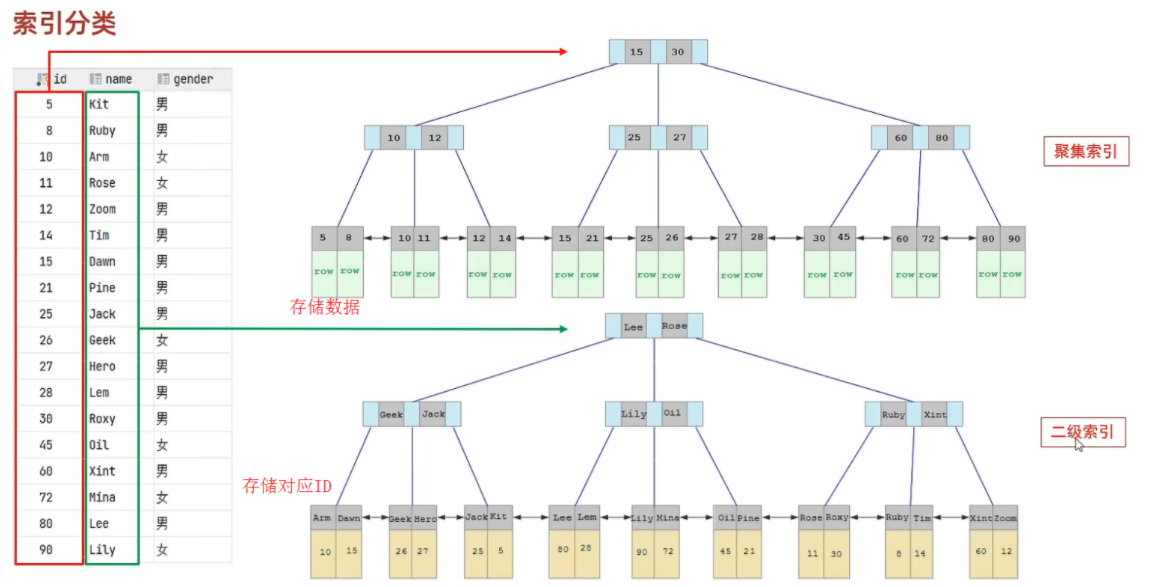 索引分类
id name gender
5 Kit 男
8 Ruby 男
10 Arm 女
11 Rose 女
12 Zoom 男
14 Tim 男
15 Dawn 男
21 Pine 男
25 Jack 男
26 Geek 女
27 Hero 男
28 Lem 男
30 Roxy 男
45 Oil 女
60 Xint 男
72 Mina 女
80 Lee 男
90 Lily 女
15 30
10 12 25 27 60 80
聚集索引
5 8 10 11 12 14 15 21 25 26 27 28 30 45 60 72 80 90
row row row row row row row row row row row row row row row row row row
存储数据
Lee Rose
Geek Jack Lily Oil Ruby Xint
二级索引
存储对应ID
Arm Dawn Geek Hero Jack Kit Lee Lem Lily Mina Oil Pine Rose Roxy Ruby Tim Xint Zoom
10 15 26 27 25 5 80 28 90 72 45 21 11 30 8 14 60 12